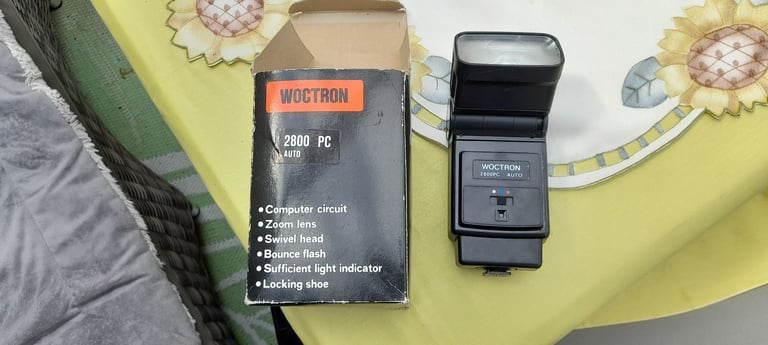 WOCTRON
2800 PC
AUTO
• Computer circuit
• Zoom lens
• Swivel head
• Bounce flash
• Sufficient light indicator
• Locking shoe
WOCTRON
2800PC AUTO